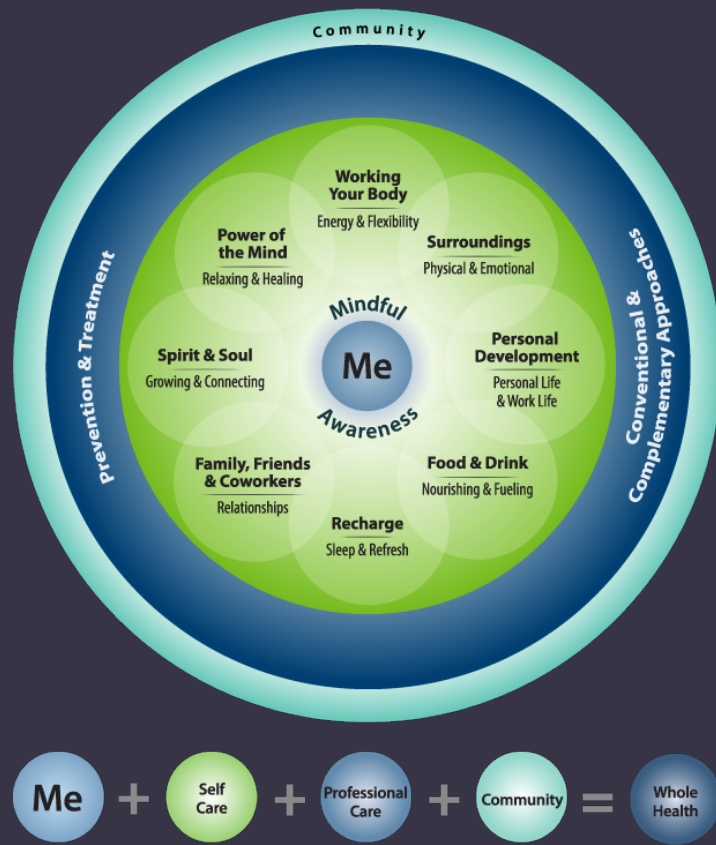 Community
Working
Your Body
Energy & Flexibility
Surroundings
Physical & Emotional
Personal
Development
Personal Life
& Work Life
Food & Drink
Nourishing & Fueling
Recharge
Sleep & Refresh
Family, Friends
& Coworkers
Relationships
Spirit & Soul
Growing & Connecting
Power of
the Mind
Relaxing & Healing
Mindful
Me
Awareness
Prevention & Treatment
Conventional &
Complementary Approaches
Me + Self Care + Professional Care + Community = Whole Health